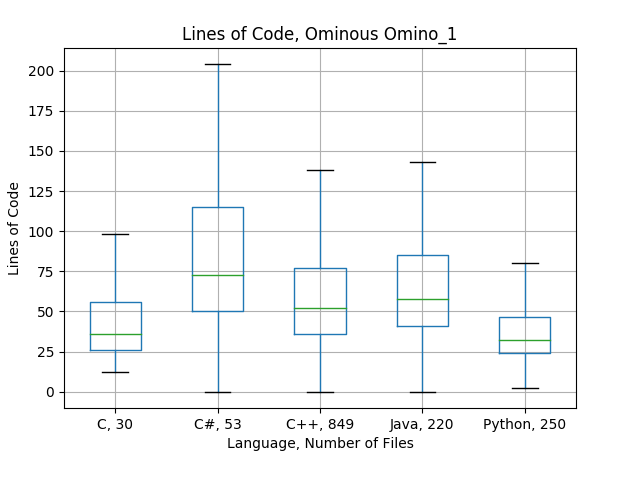 Lines of Code, Ominous Omino_1
Lines of Code
200
175
150
125
100
75
50
25
0
C, 30 C#, 53 C++, 849 Java, 220 Python, 250
Language, Number of Files